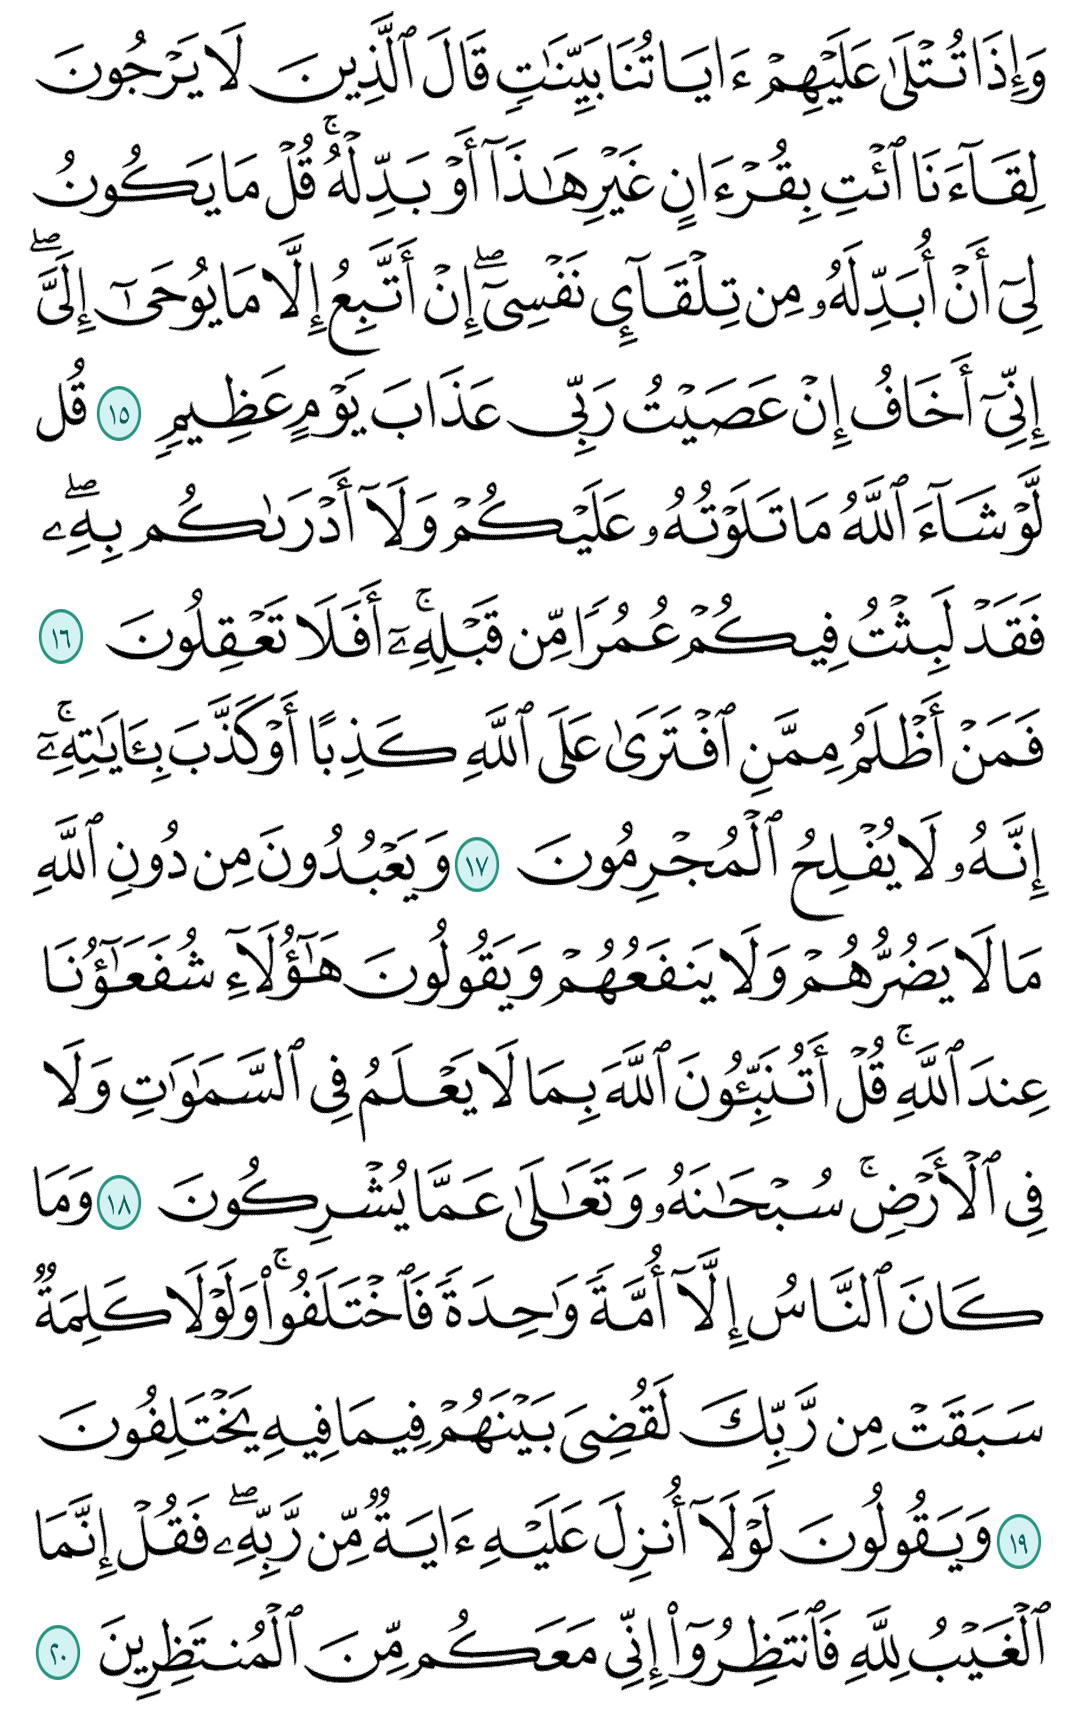 وَإِذَا تُتْلَىٰ عَلَيْهِمْ ءَايَاتُنَا بَيِّنَٰتٍ قَالَ ٱلَّذِينَ لَا يَرْجُونَ
لِقَآءَنَا ٱئْتِ بِقُرْءَانٍ غَيْرِ هَٰذَآ أَوْ بَدِّلْهُ ۚ قُلْ مَا يَكُونُ
لِىٓ أَنْ أُبَدِّلَهُۥ مِن تِلْقَآئِ نَفْسِىٓ ۖ إِنْ أَتَّبِعُ إِلَّا مَا يُوحَىٰٓ إِلَىَّ ۖ
إِنِّىٓ أَخَافُ إِنْ عَصَيْتُ رَبِّى عَذَابَ يَوْمٍ عَظِيمٍ ١٥ قُل
لَّوْ شَآءَ ٱللَّهُ مَا تَلَوْتُهُۥ عَلَيْكُمْ وَلَآ أَدْرَىٰكُم بِهِۦ ۖ
فَقَدْ لَبِثْتُ فِيكُمْ عُمُرًا مِّن قَبْلِهِۦٓ ۚ أَفَلَا تَعْقِلُونَ ١٦
فَمَنْ أَظْلَمُ مِمَّنِ ٱفْتَرَىٰ عَلَى ٱللَّهِ كَذِبًا أَوْ كَذَّبَ بِـَٔايَٰتِهِۦٓ ۚ
إِنَّهُۥ لَا يُفْلِحُ ٱلْمُجْرِمُونَ ١٧ وَيَعْبُدُونَ مِن دُونِ ٱللَّهِ
مَا لَا يَضُرُّهُمْ وَلَا يَنفَعُهُمْ وَيَقُولُونَ هَٰٓؤُلَآءِ شُفَعَٰٓؤُنَا
عِندَ ٱللَّهِ ۚ قُلْ أَتُنَبِّـُٔونَ ٱللَّهَ بِمَا لَا يَعْلَمُ فِى ٱلسَّمَٰوَٰتِ وَلَا
فِى ٱلْأَرْضِ ۚ سُبْحَٰنَهُۥ وَتَعَٰلَىٰ عَمَّا يُشْرِكُونَ ١٨ وَمَا
كَانَ ٱلنَّاسُ إِلَّآ أُمَّةً وَٰحِدَةً فَٱخْتَلَفُوا۟ ۚ وَلَوْلَا كَلِمَةٌ
سَبَقَتْ مِن رَّبِّكَ لَقُضِىَ بَيْنَهُمْ فِيمَا فِيهِ يَخْتَلِفُونَ
١٩ وَيَقُولُونَ لَوْلَآ أُنزِلَ عَلَيْهِ ءَايَةٌ مِّن رَّبِّهِۦ ۖ فَقُلْ إِنَّمَا
ٱلْغَيْبُ لِلَّهِ فَٱنتَظِرُوٓا۟ إِنِّى مَعَكُم مِّنَ ٱلْمُنتَظِرِينَ ٢٠